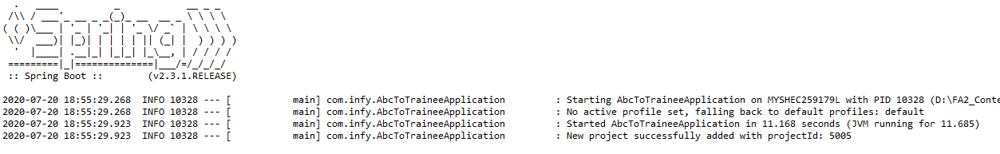 .   ____          _            __ _ _
 /\\ / ___'_ __ _ _(_)_ __  __ _ \ \ \ \
( ( )\___ | '_ | '_| | '_ \/ _` | \ \ \ \
 \\/  ___)| |_)| | | | | || (_| |  ) ) ) )
  '  |____| .__|_| |_|_| |_\__, | / / / /
 =========|_|==============|___/=/_/_/_/
 :: Spring Boot ::        (v2.3.1.RELEASE)
2020-07-20 18:55:29.268  INFO 10328 --- [           main] com.infy.AbcToTraineeApplication         : Starting AbcToTraineeApplication on MYSHEC259179L with PID 10328 (D:\FA2_Conte
2020-07-20 18:55:29.268  INFO 10328 --- [           main] com.infy.AbcToTraineeApplication         : No active profile set, falling back to default profiles: default
2020-07-20 18:55:29.923  INFO 10328 --- [           main] com.infy.AbcToTraineeApplication         : Started AbcToTraineeApplication in 11.168 seconds (JVM running for 11.685)
2020-07-20 18:55:29.923  INFO 10328 --- [           main] com.infy.AbcToTraineeApplication         : New project successfully added with projectId: 5005